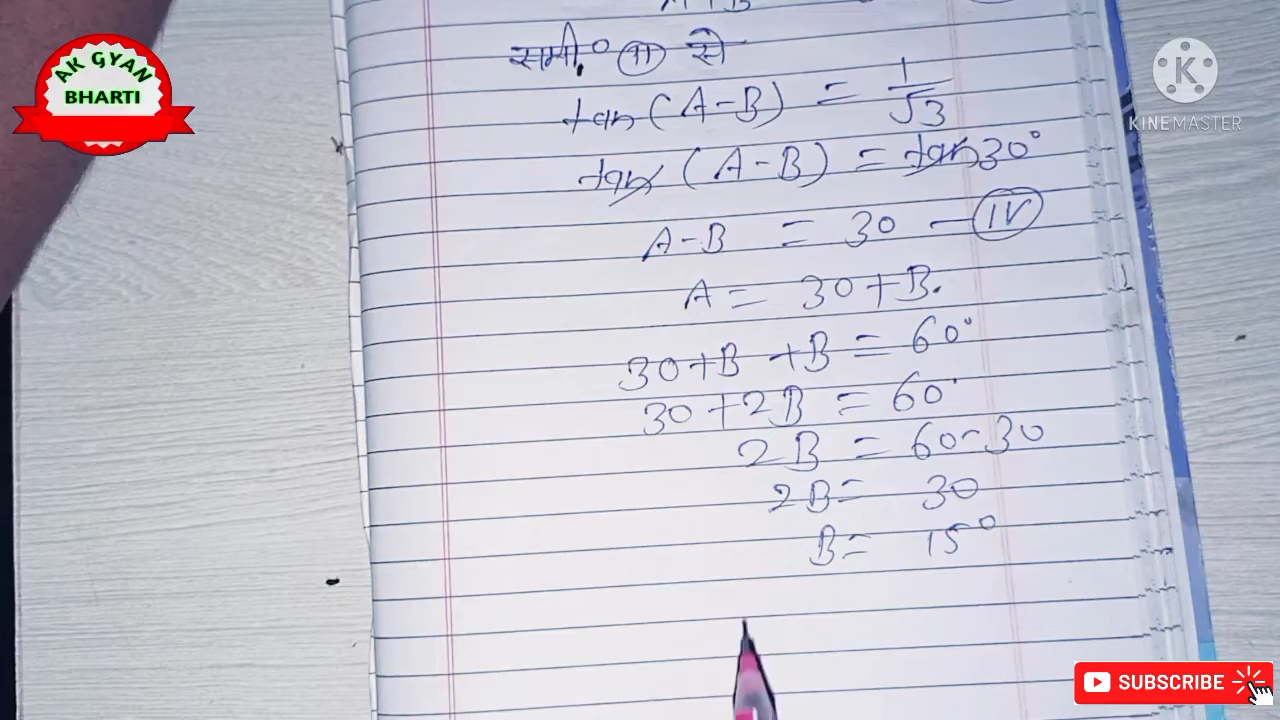 AK GYAN
BHARTI
KINEMASTER
A+B
समी० (11) से
tan (A-B) = 1/√3
tan (A-B) = tan30°
A-B = 30 — (IV)
A = 30+B.
30+B +B = 60°
30+2B = 60°
2B = 60-30
2B = 30
B = 15°
SUBSCRIBE